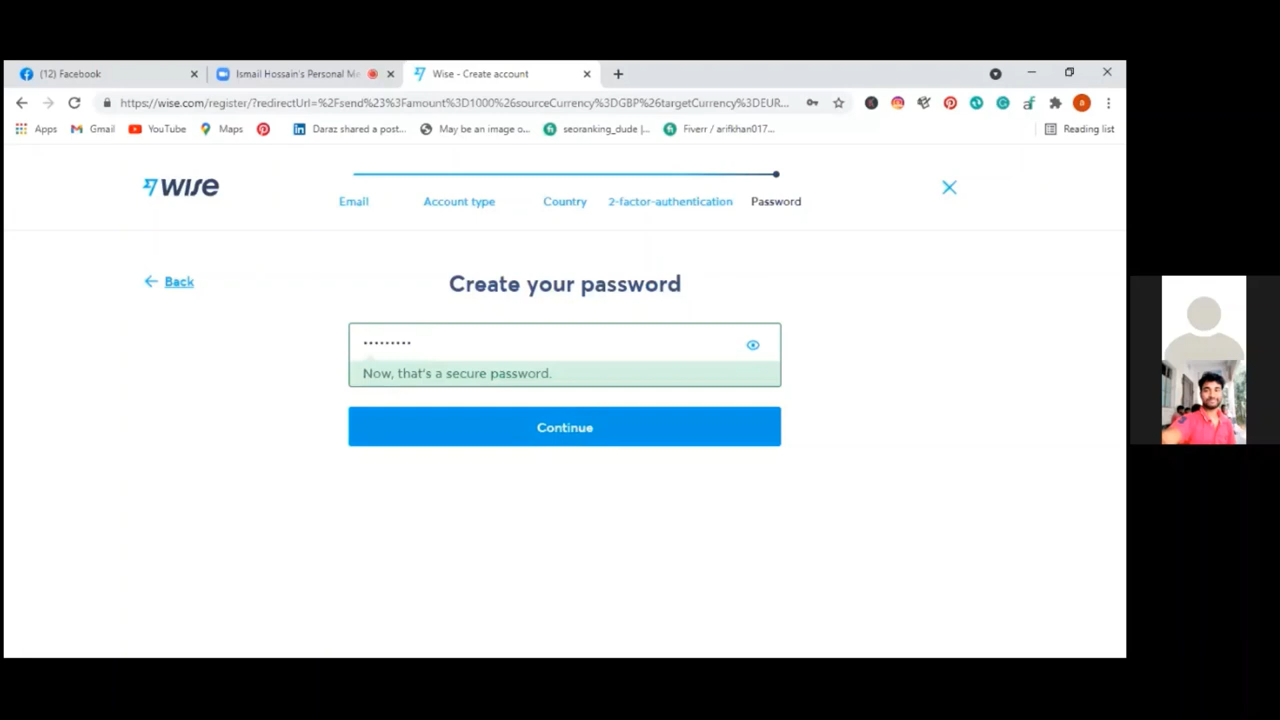 (12) Facebook
Ismail Hossain's Personal Me
Wise - Create account
https://wise.com/register/?redirectUrl=%2Fsend%23%3Famount%3D1000%26sourceCurrency%3DGBP%26targetCurrency%3DEUR...
Apps
Gmail
YouTube
Maps
Daraz shared a post...
May be an image o...
seoranking_dude |...
Fiverr / arifkhan017...
Reading list
WISE
Email
Account type
Country
2-factor-authentication
Password
Back
Create your password
•••••••••
Now, that's a secure password.
Continue